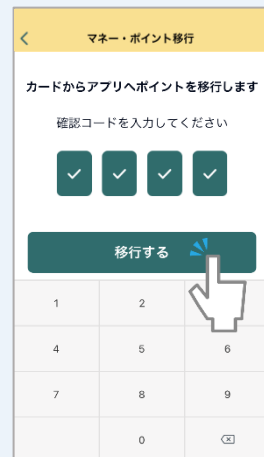 マネー・ポイント移行
カードからアプリへポイントを移行します
確認コードを入力してください
移行する
1 2
4 5 6
7 8 9
0